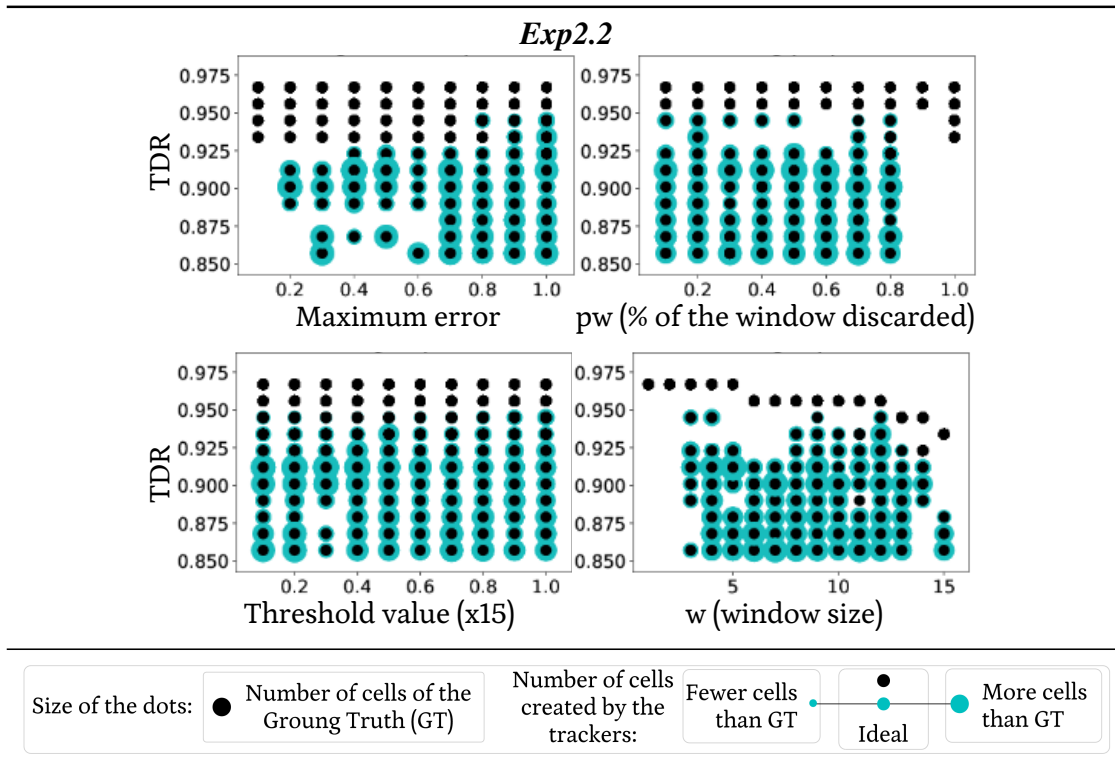 Exp2.2
0.975
0.950
0.925
0.900
0.875
0.850
TDR
0.2 0.4 0.6 0.8 1.0
Maximum error
0.975
0.950
0.925
0.900
0.875
0.850
0.2 0.4 0.6 0.8 1.0
pw (% of the window discarded)
0.975
0.950
0.925
0.900
0.875
0.850
TDR
0.2 0.4 0.6 0.8 1.0
Threshold value (x15)
0.975
0.950
0.925
0.900
0.875
0.850
5 10 15
w (window size)
Size of the dots:
Number of cells of the
Groung Truth (GT)
Number of cells
created by the
trackers:
Fewer cells
than GT
Ideal
More cells
than GT